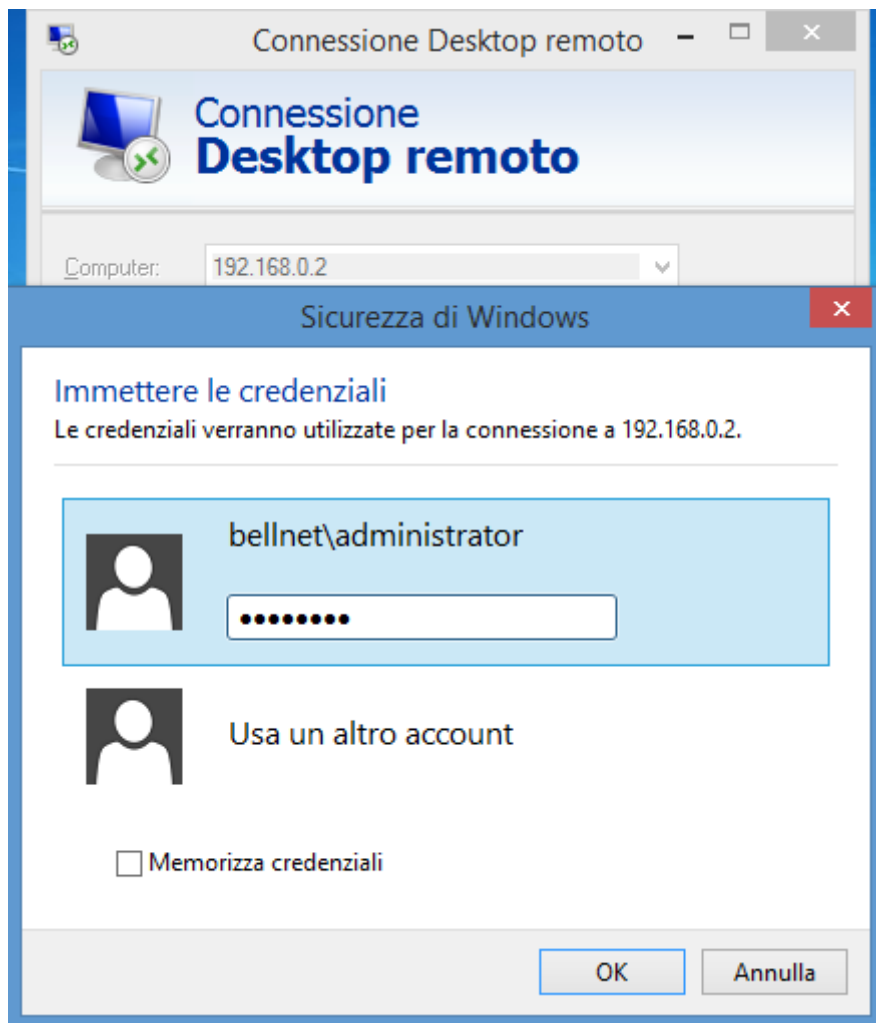 Connessione Desktop remoto
Connessione
Desktop remoto
Computer:
192.168.0.2
Sicurezza di Windows
Immettere le credenziali
Le credenziali verranno utilizzate per la connessione a 192.168.0.2.
bellnet\administrator
••••••••
Usa un altro account
Memorizza credenziali
OK
Annulla